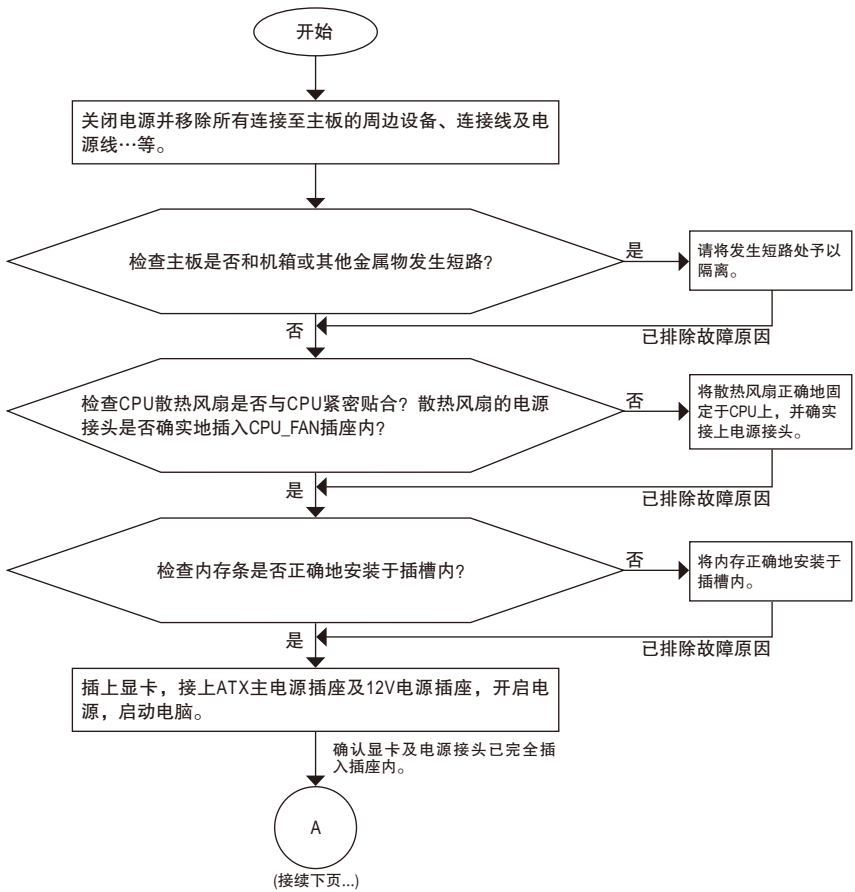 开始
关闭电源并移除所有连接至主板的周边设备、连接线及电
源线…等。
检查主板是否和机箱或其他金属物发生短路？
是
请将发生短路处予以
隔离。
否
已排除故障原因
检查CPU散热风扇是否与CPU紧密贴合？散热风扇的电源
接头是否确实地插入CPU_FAN插座内？
否
将散热风扇正确地固
定于CPU上，并确实
接上电源接头。
是
已排除故障原因
检查内存条是否正确地安装于插槽内？
否
将内存正确地安装于
插槽内。
是
已排除故障原因
插上显卡，接上ATX主电源插座及12V电源插座，开启电
源，启动电脑。
确认显卡及电源接头已完全插
入插座内。
A
(接续下页...)